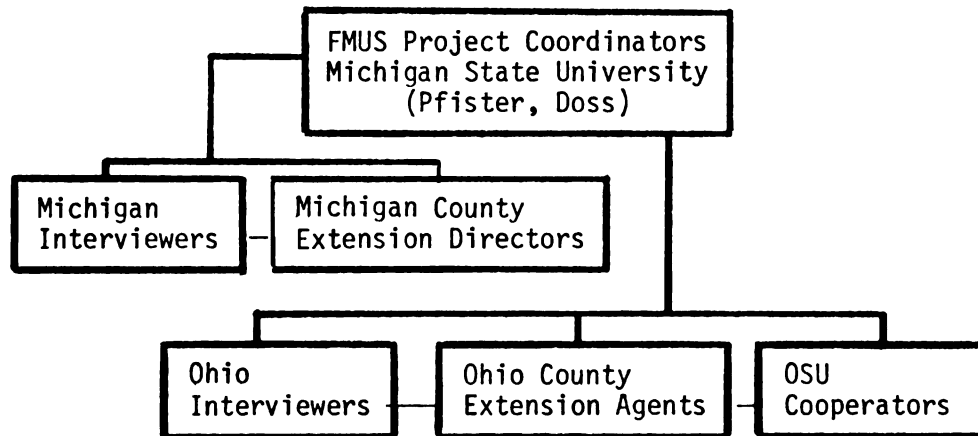 FMUS Project Coordinators
Michigan State University
(Pfister, Doss)
Michigan
Interviewers
Michigan County
Extension Directors
Ohio
Interviewers
Ohio County
Extension Agents
OSU
Cooperators